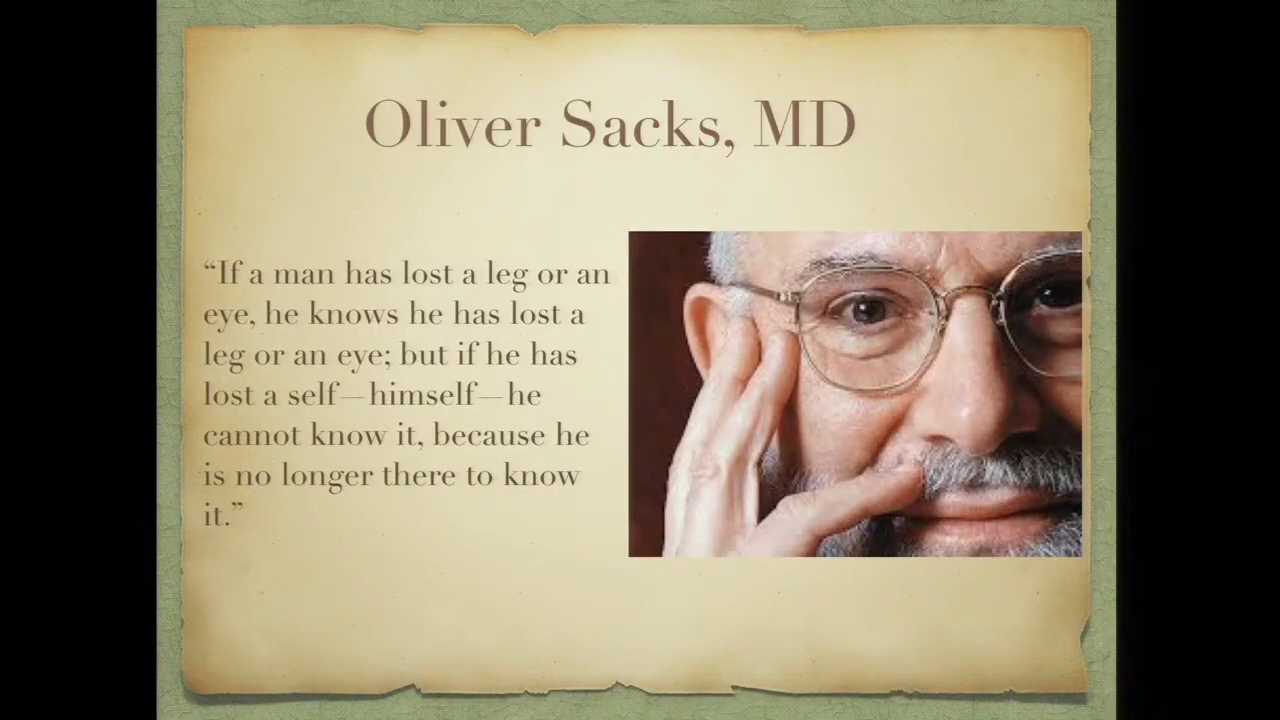 Oliver Sacks, MD
“If a man has lost a leg or an
eye, he knows he has lost a
leg or an eye; but if he has
lost a self—himself—he
cannot know it, because he
is no longer there to know
it.”